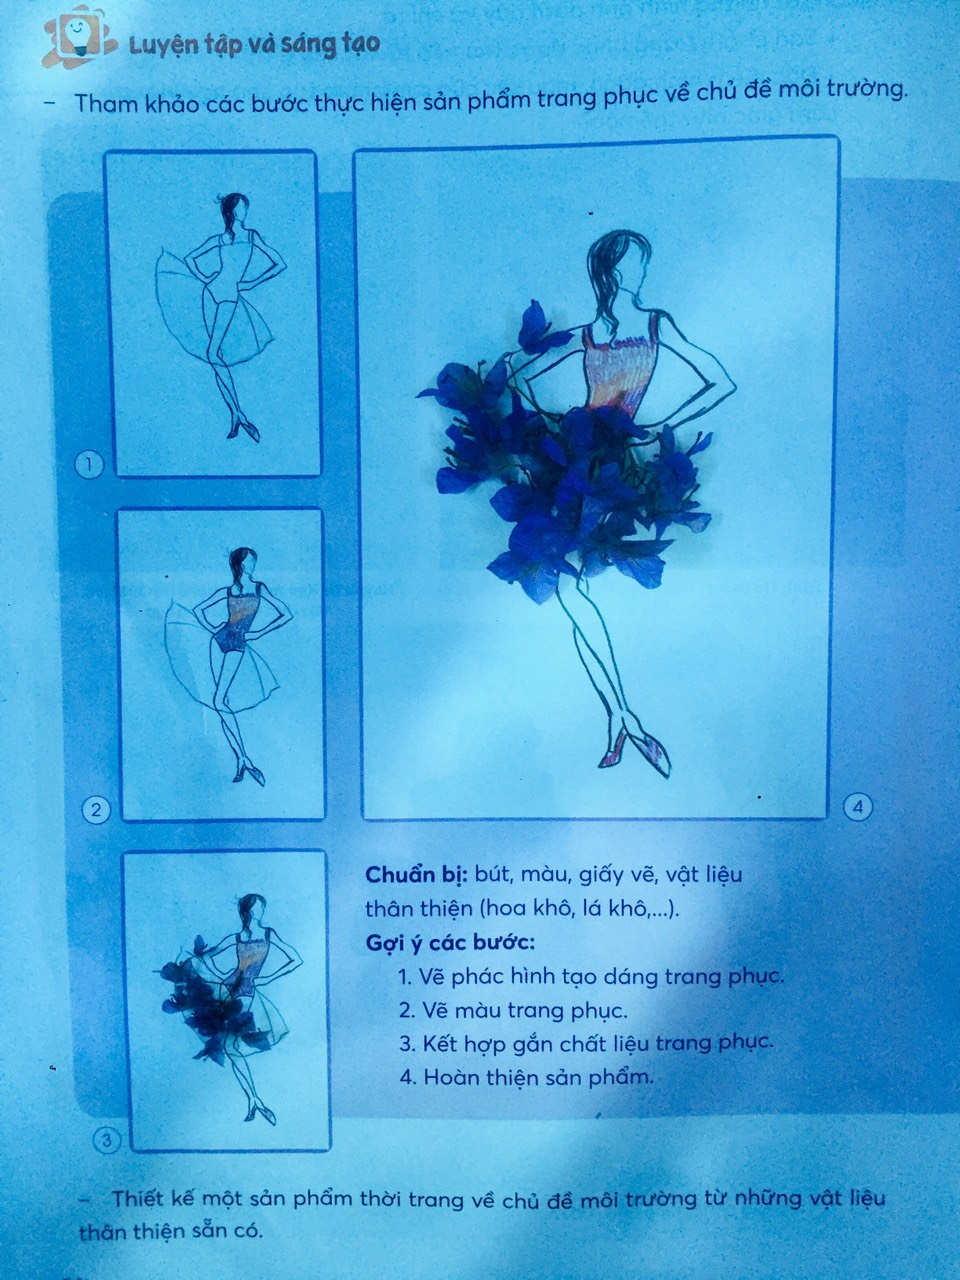 Luyện tập và sáng tạo
– Tham khảo các bước thực hiện sản phẩm trang phục về chủ đề môi trường.
1
2
4
Chuẩn bị: bút, màu, giấy vẽ, vật liệu
thân thiện (hoa khô, lá khô,...).
Gợi ý các bước:
1. Vẽ phác hình tạo dáng trang phục.
2. Vẽ màu trang phục.
3. Kết hợp gắn chất liệu trang phục.
4. Hoàn thiện sản phẩm.
3
– Thiết kế một sản phẩm thời trang về chủ đề môi trường từ những vật liệu
thân thiện sẵn có.